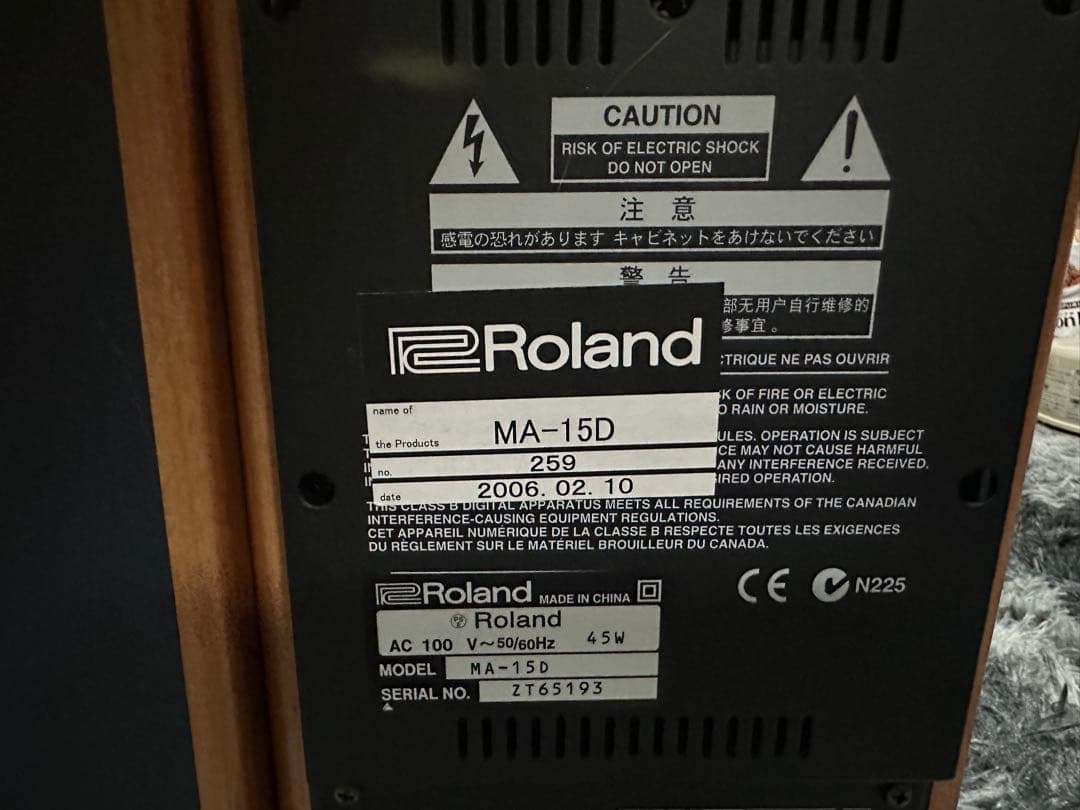 CAUTION
RISK OF ELECTRIC SHOCK
DO NOT OPEN
注 意
感電の恐れがあります キャビネットをあけないでください
警 告
部无用户自行维修的
修事宜。
Roland
TRIQUE NE PAS OUVRIR
K OF FIRE OR ELECTRIC
RAIN OR MOISTURE.
name of
the Products
MA-15D
ULES. OPERATION IS SUBJECT
CE MAY NOT CAUSE HARMFUL
no.
259
ANY INTERFERENCE RECEIVED,
IRED OPERATION.
date
2006. 02. 10
THIS CLASS B DIGITAL APPARATUS MEETS ALL REQUIREMENTS OF THE CANADIAN
INTERFERENCE-CAUSING EQUIPMENT REGULATIONS.
CET APPAREIL NUMÉRIQUE DE LA CLASSE B RESPECTE TOUTES LES EXIGENCES
DU RÈGLEMENT SUR LE MATÉRIEL BROUILLEUR DU CANADA.
Roland MADE IN CHINA
CE N225
PS E Roland
AC 100 V~50/60Hz 45W
MODEL MA-15D
SERIAL NO. ZT65193